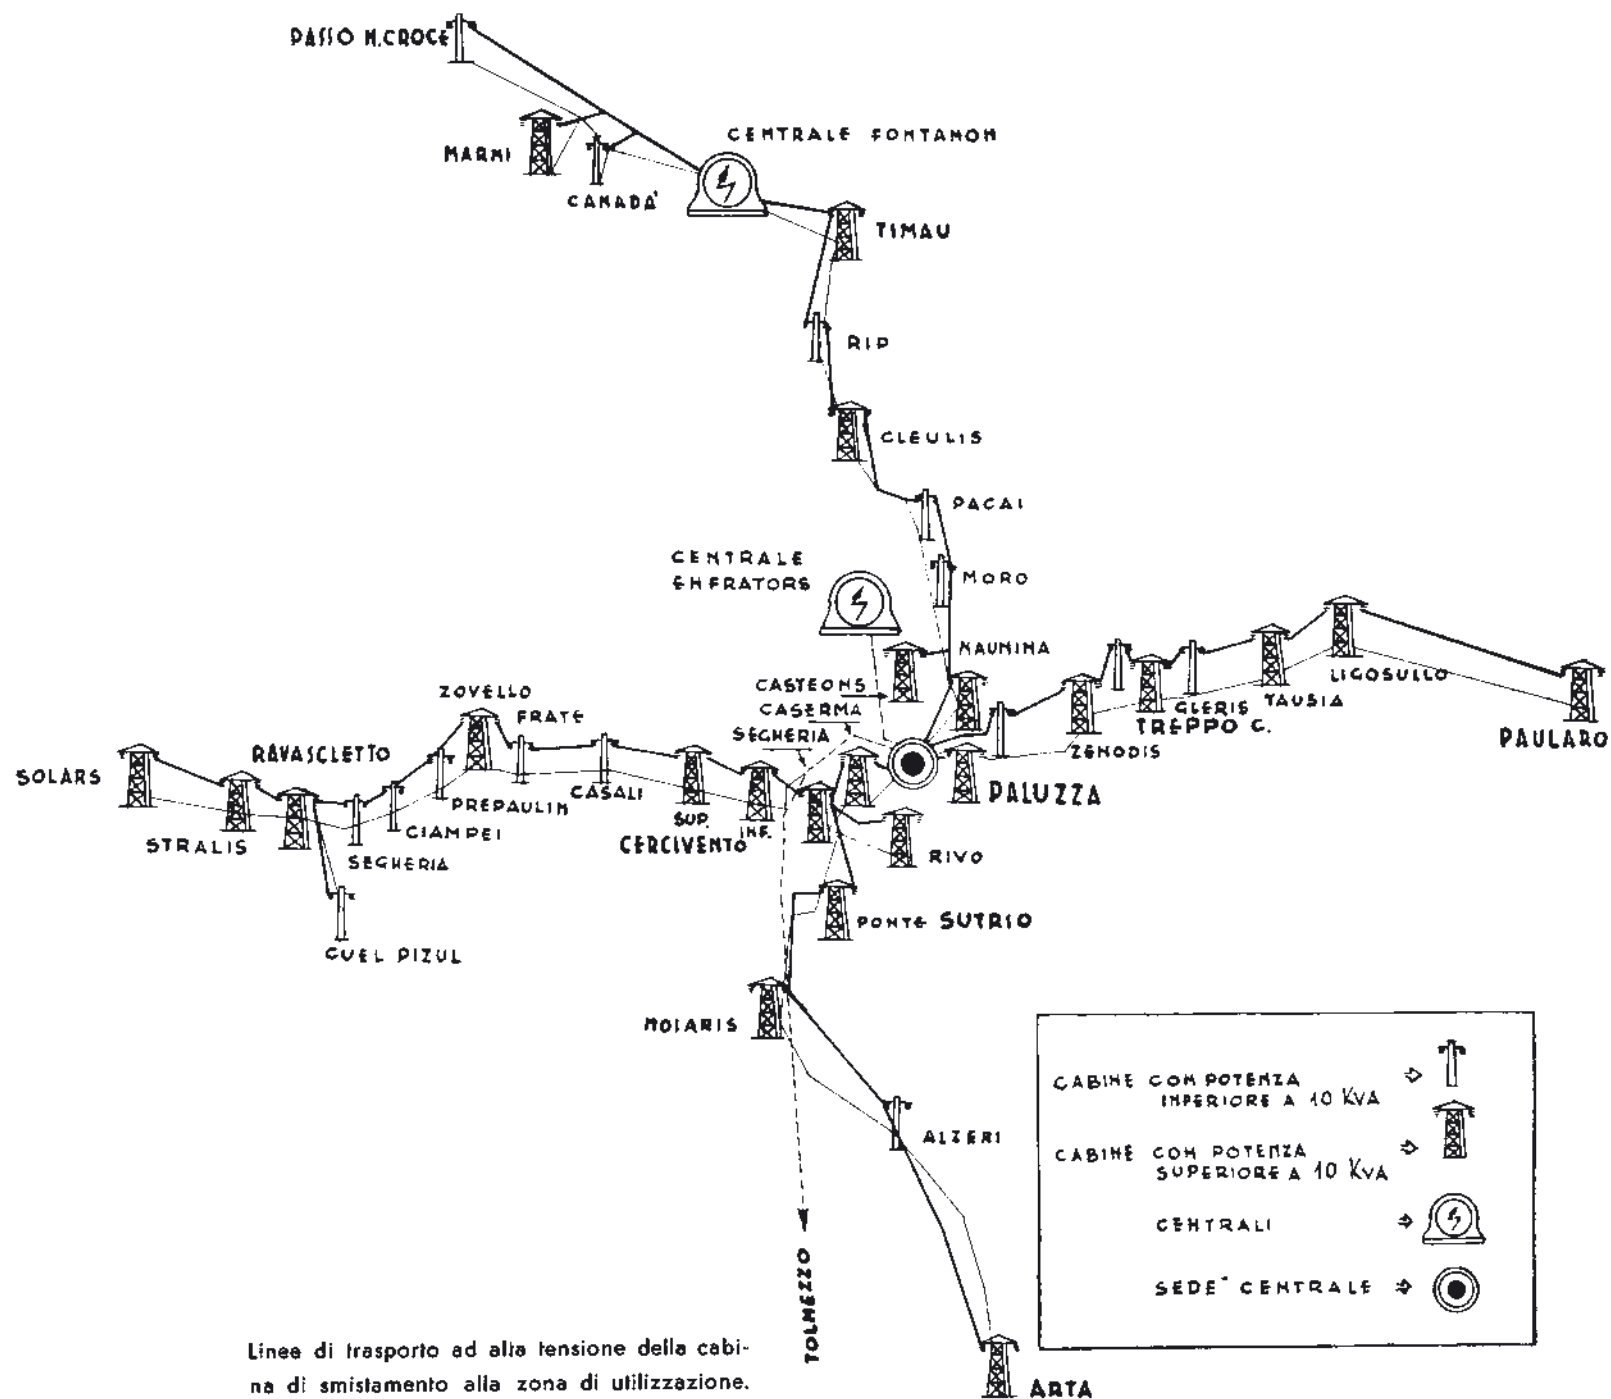 PASSO M.CROCE
MARMI
CANADA'
CENTRALE FONTANON
TIMAU
RIP
CLEULIS
PACAI
MORO
CENTRALE
ENFRATORS
NAUNINA
CASTEONS
CASERMA
SEGHERIA
ZOVELLO
FRATE
RAVASCLETTO
SOLARS
STRALIS
PREPAULIN
CIAMPEI
SEGHERIA
GUEL PIZUL
CASALI
SUP.
INF.
CERCIVENTO
PALUZZA
RIVO
ZENODIS
GLERIS
TREPPO C.
TAUSIA
LIGOSULLO
PAULARO
PONTE SUTRIO
NOIARIS
ALZERI
TOLMEZZO
ARTA
CABINE CON POTENZA
INFERIORE A 10 KVA
CABINE CON POTENZA
SUPERIORE A 10 KVA
CENTRALI
SEDE CENTRALE
Linee di trasporto ad alta tensione della cabi-
na di smistamento alla zona di utilizzazione.